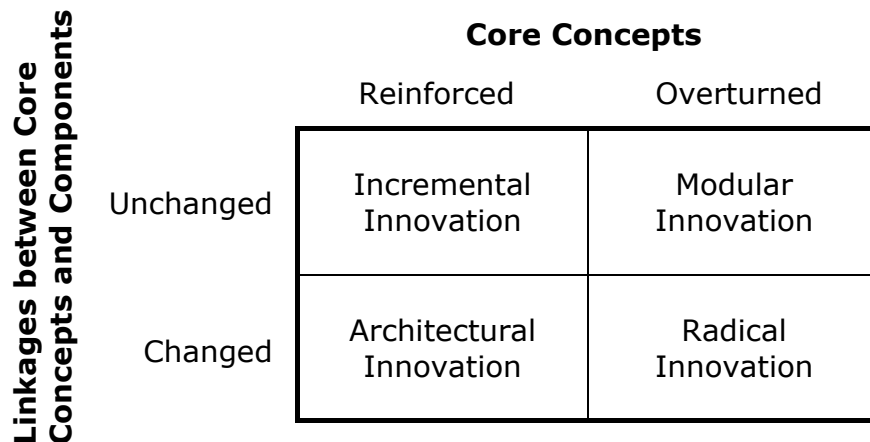 Core Concepts
Linkages between Core
Concepts and Components
Reinforced
Overturned
Unchanged
Incremental
Innovation
Modular
Innovation
Changed
Architectural
Innovation
Radical
Innovation